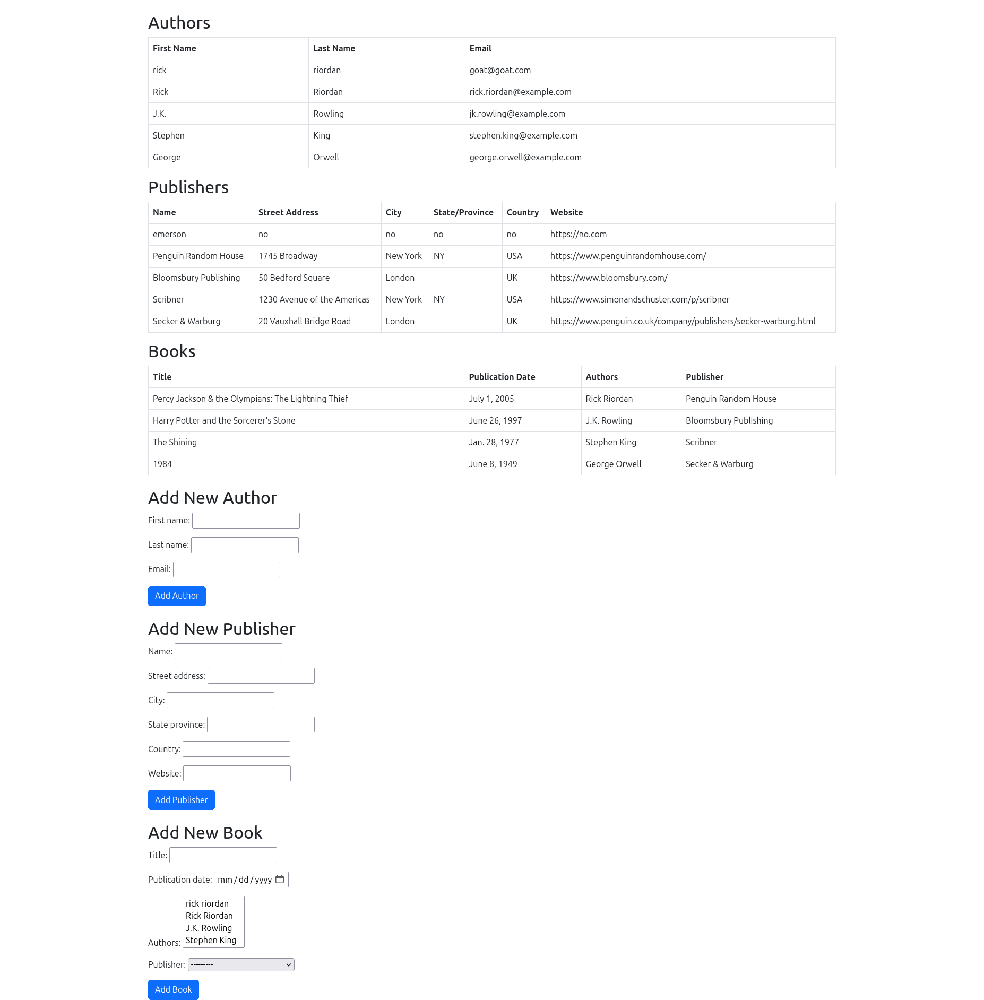 Authors
First Name Last Name Email
rick riordan goat@goat.com
Rick Riordan rick.riordan@example.com
J.K. Rowling jk.rowling@example.com
Stephen King stephen.king@example.com
George Orwell george.orwell@example.com
Publishers
Name Street Address City State/Province Country Website
emerson no no no no https://no.com
Penguin Random House 1745 Broadway New York NY USA https://www.penguinrandomhouse.com/
Bloomsbury Publishing 50 Bedford Square London UK https://www.bloomsbury.com/
Scribner 1230 Avenue of the Americas New York NY USA https://www.simonandschuster.com/p/scribner
Secker & Warburg 20 Vauxhall Bridge Road London UK https://www.penguin.co.uk/company/publishers/secker-warburg.html
Books
Title Publication Date Authors Publisher
Percy Jackson & the Olympians: The Lightning Thief July 1, 2005 Rick Riordan Penguin Random House
Harry Potter and the Sorcerer's Stone June 26, 1997 J.K. Rowling Bloomsbury Publishing
The Shining Jan. 28, 1977 Stephen King Scribner
1984 June 8, 1949 George Orwell Secker & Warburg
Add New Author
First name:
Last name:
Email:
Add Author
Add New Publisher
Name:
Street address:
City:
State province:
Country:
Website:
Add Publisher
Add New Book
Title:
Publication date: mm/dd/yyyy
rick riordan
Rick Riordan
J.K. Rowling
Authors: Stephen King
Publisher: ---------
Add Book